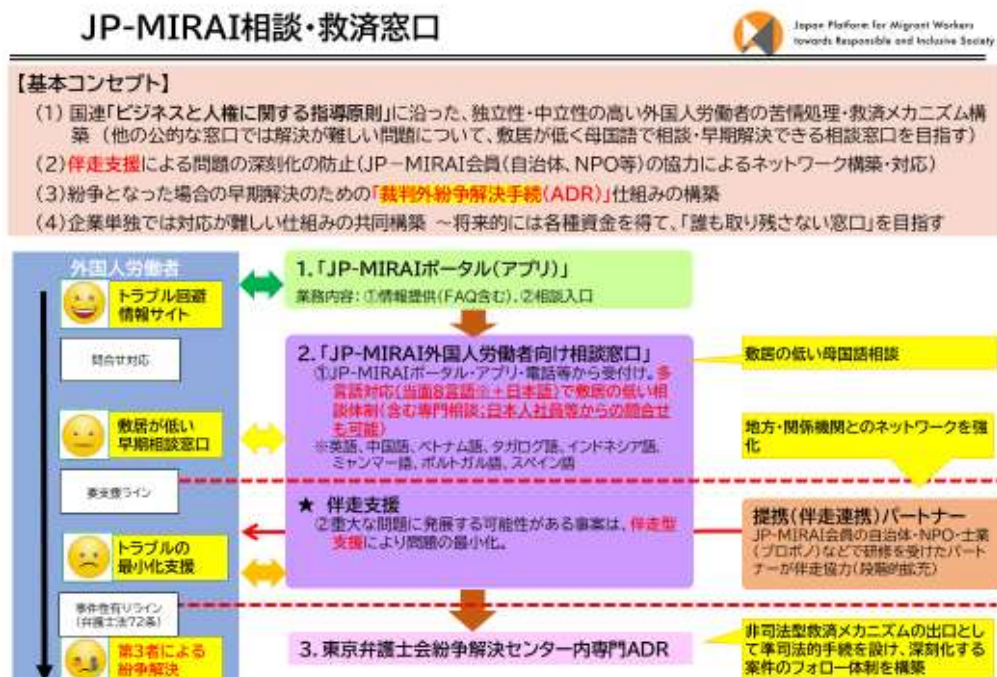 JP-MIRAI相談・救済窓口
Japan Platform for Migrant Workers
towards Responsible and Inclusive Society
【基本コンセプト】
(1) 国連「ビジネスと人権に関する指導原則」に沿った、独立性・中立性の高い外国人労働者の苦情処理・救済メカニズム構
築 (他の公的な窓口では解決が難しい問題について、敷居が低く母国語で相談・早期解決できる相談窓口を目指す)
(2)伴走支援による問題の深刻化の防止(JP-MIRAI会員(自治体、NPO等)の協力によるネットワーク構築・対応)
(3)紛争となった場合の早期解決のための「裁判外紛争解決手続(ADR)」仕組みの構築
(4)企業単独では対応が難しい仕組みの共同構築 ~将来的には各種資金を得て、「誰も取り残さない窓口」を目指す
外国人労働者
トラブル回避
情報サイト
問合せ対応
敷居が低い
早期相談窓口
要支援ライン
トラブルの
最小化支援
事件性有りライン
(弁護士法72条)
第3者による
紛争解決
1.「JP-MIRAIポータル(アプリ)」
業務内容:①情報提供(FAQ含む)、②相談入口
2.「JP-MIRAI外国人労働者向け相談窓口」
①JP-MIRAIポータル・アプリ・電話等から受付け。多
言語対応(当面8言語※+日本語)で敷居の低い相
談体制(含む専門相談;日本人社員等からの問合せ
も可能)
※英語、中国語、ベトナム語、タガログ語、インドネシア語、
ミャンマー語、ポルトガル語、スペイン語
★ 伴走支援
②重大な問題に発展する可能性がある事案は、伴走型
支援により問題の最小化。
3.東京弁護士会紛争解決センター内専門ADR
敷居の低い母国語相談
地方・関係機関とのネットワークを強
化
提携(伴走連携)パートナー
JP-MIRAI会員の自治体・NPO・士業
(プロボノ)などで研修を受けたパート
ナーが伴走協力(段階的拡充)
非司法型救済メカニズムの出口とし
て準司法的手続を設け、深刻化する
案件のフォロー体制を構築